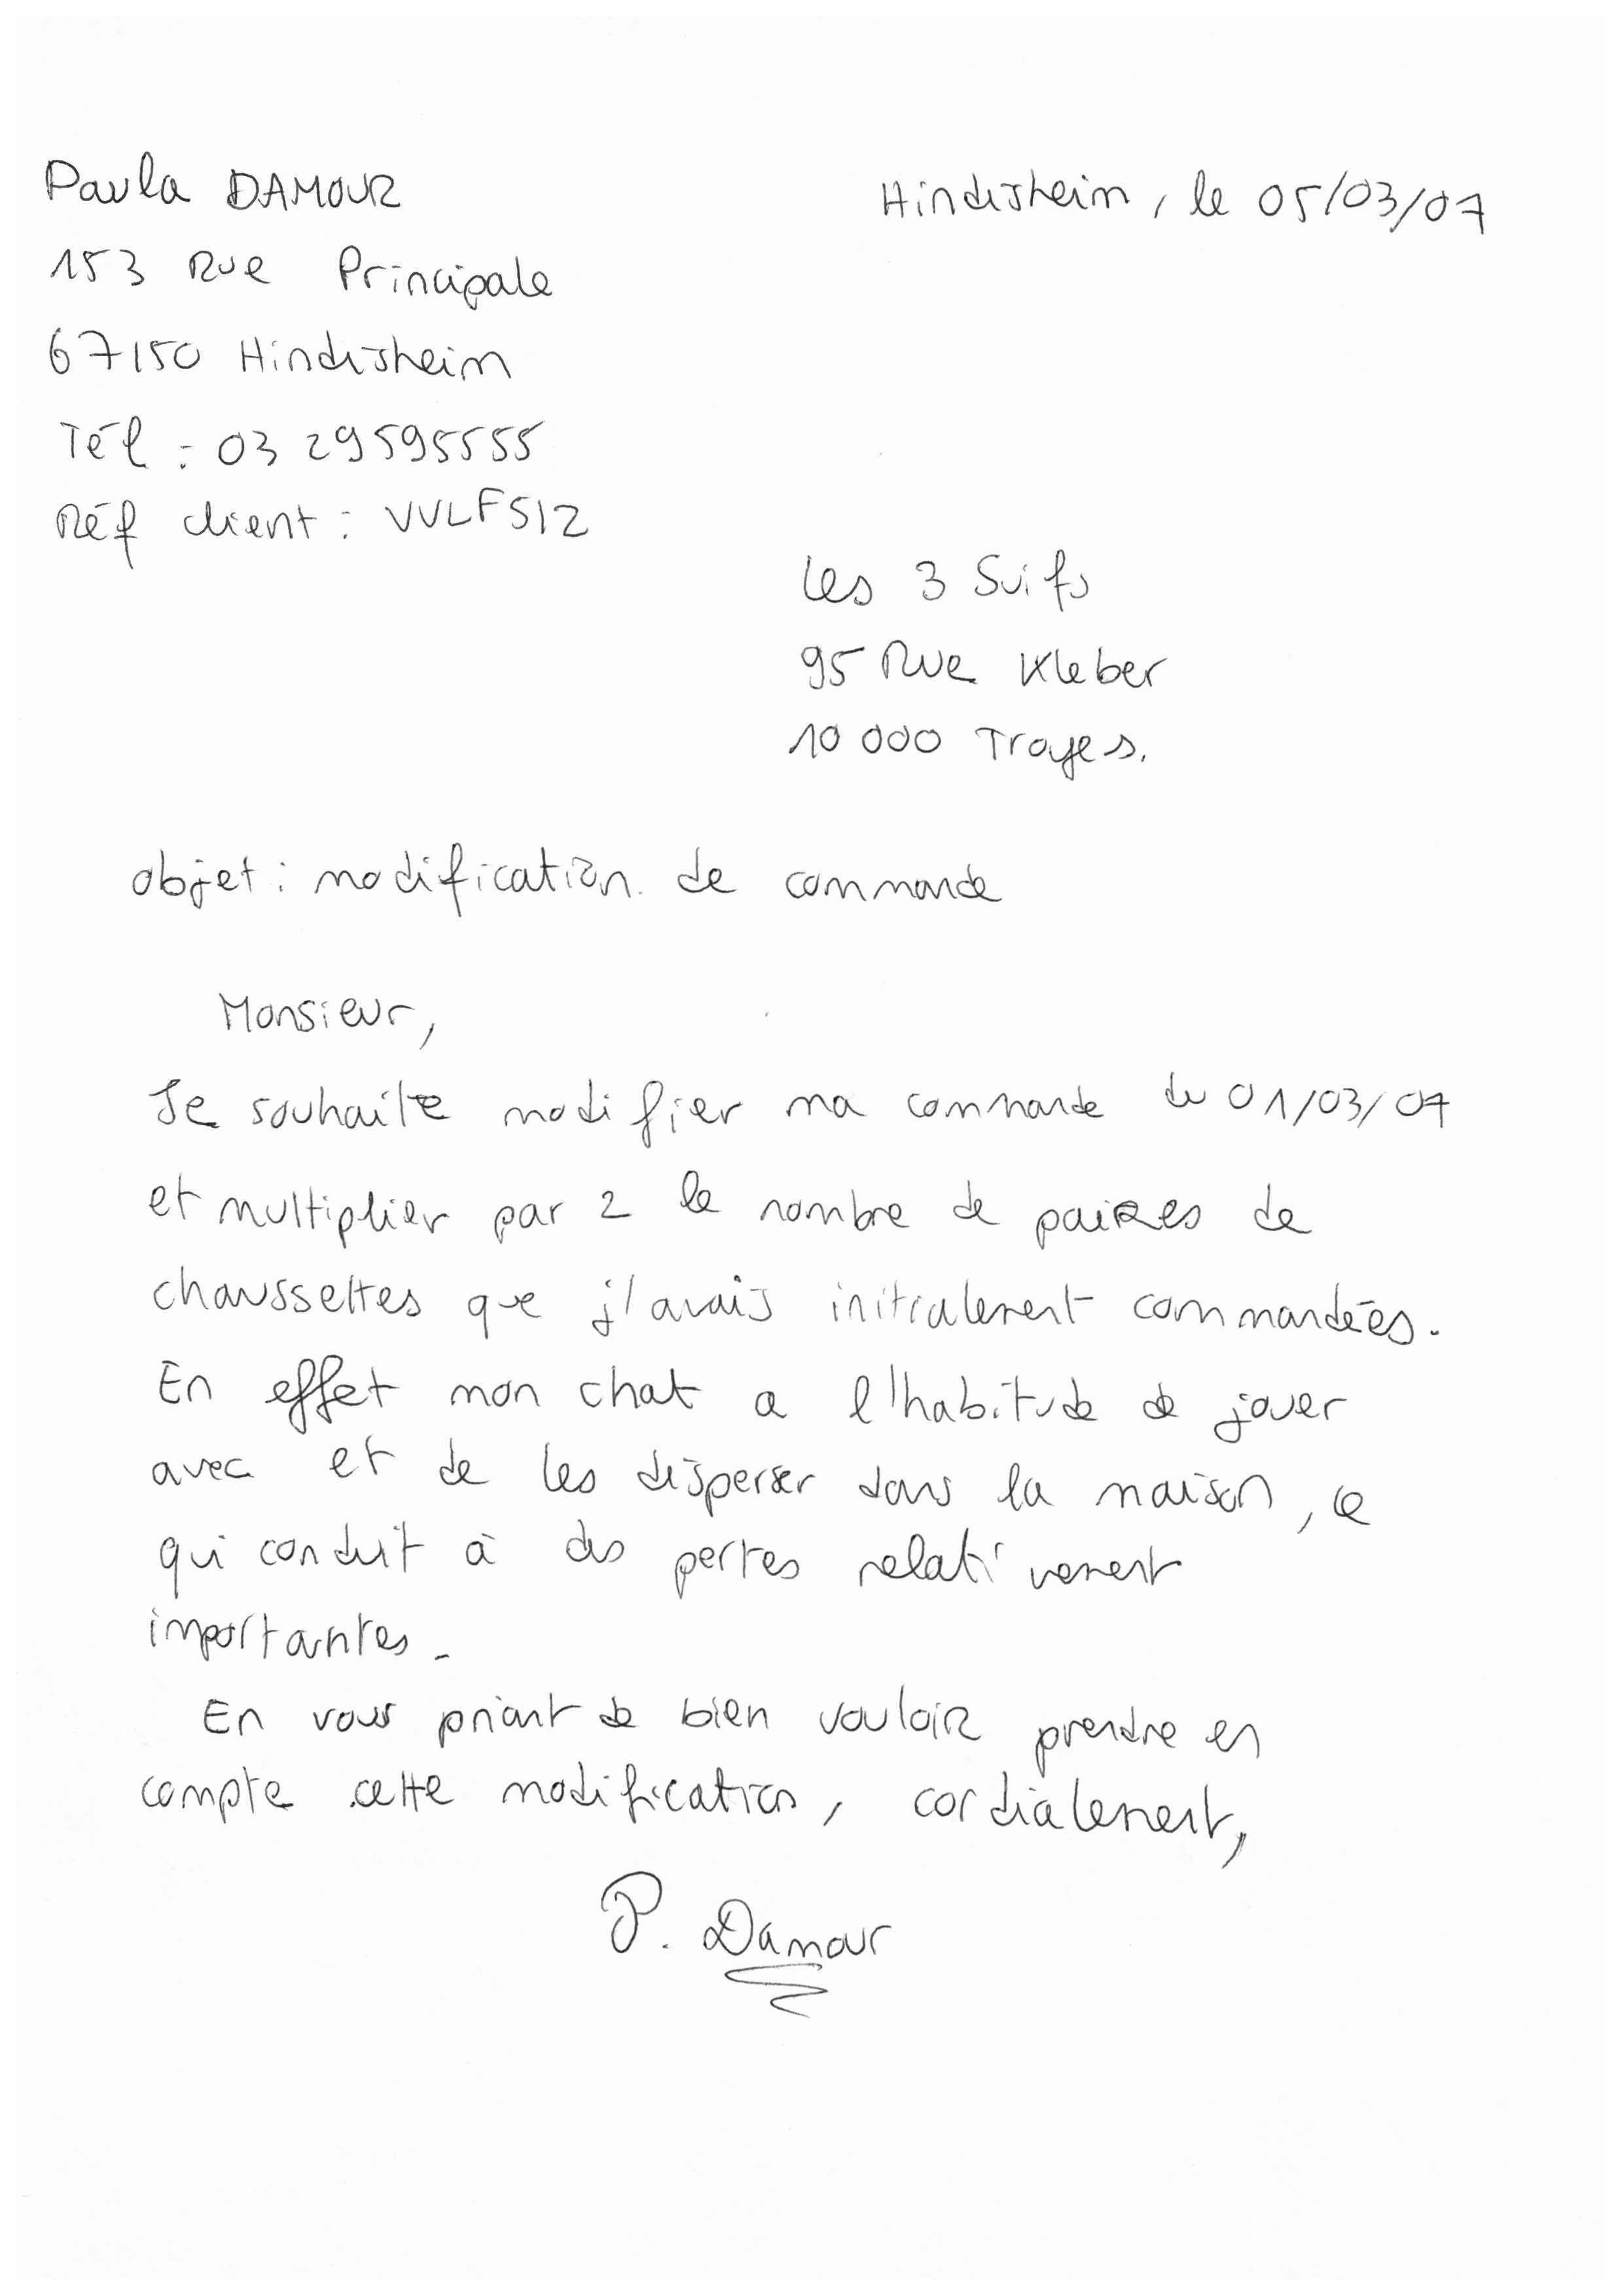 Paula DAMOUR
Hindisheim, le 05/03/07
153 Rue Principale
67150 Hindisheim
Tél : 03 29595555
Réf client : VVLFS12
Les 3 Suifs
95 Rue Kleber
10 000 Troyes.
objet : modification de commande
Monsieur,
Je souhaite modifier ma commande du 01/03/07
et multiplier par 2 le nombre de paires de
chaussettes que j'avais initialement commandées.
En effet mon chat a l'habitude de jouer
avec et de les disperser dans la maison, ce
qui conduit à des pertes relativement
importantes.
En vous priant de bien vouloir prendre en
compte cette modification, cordialement,
P. Damour